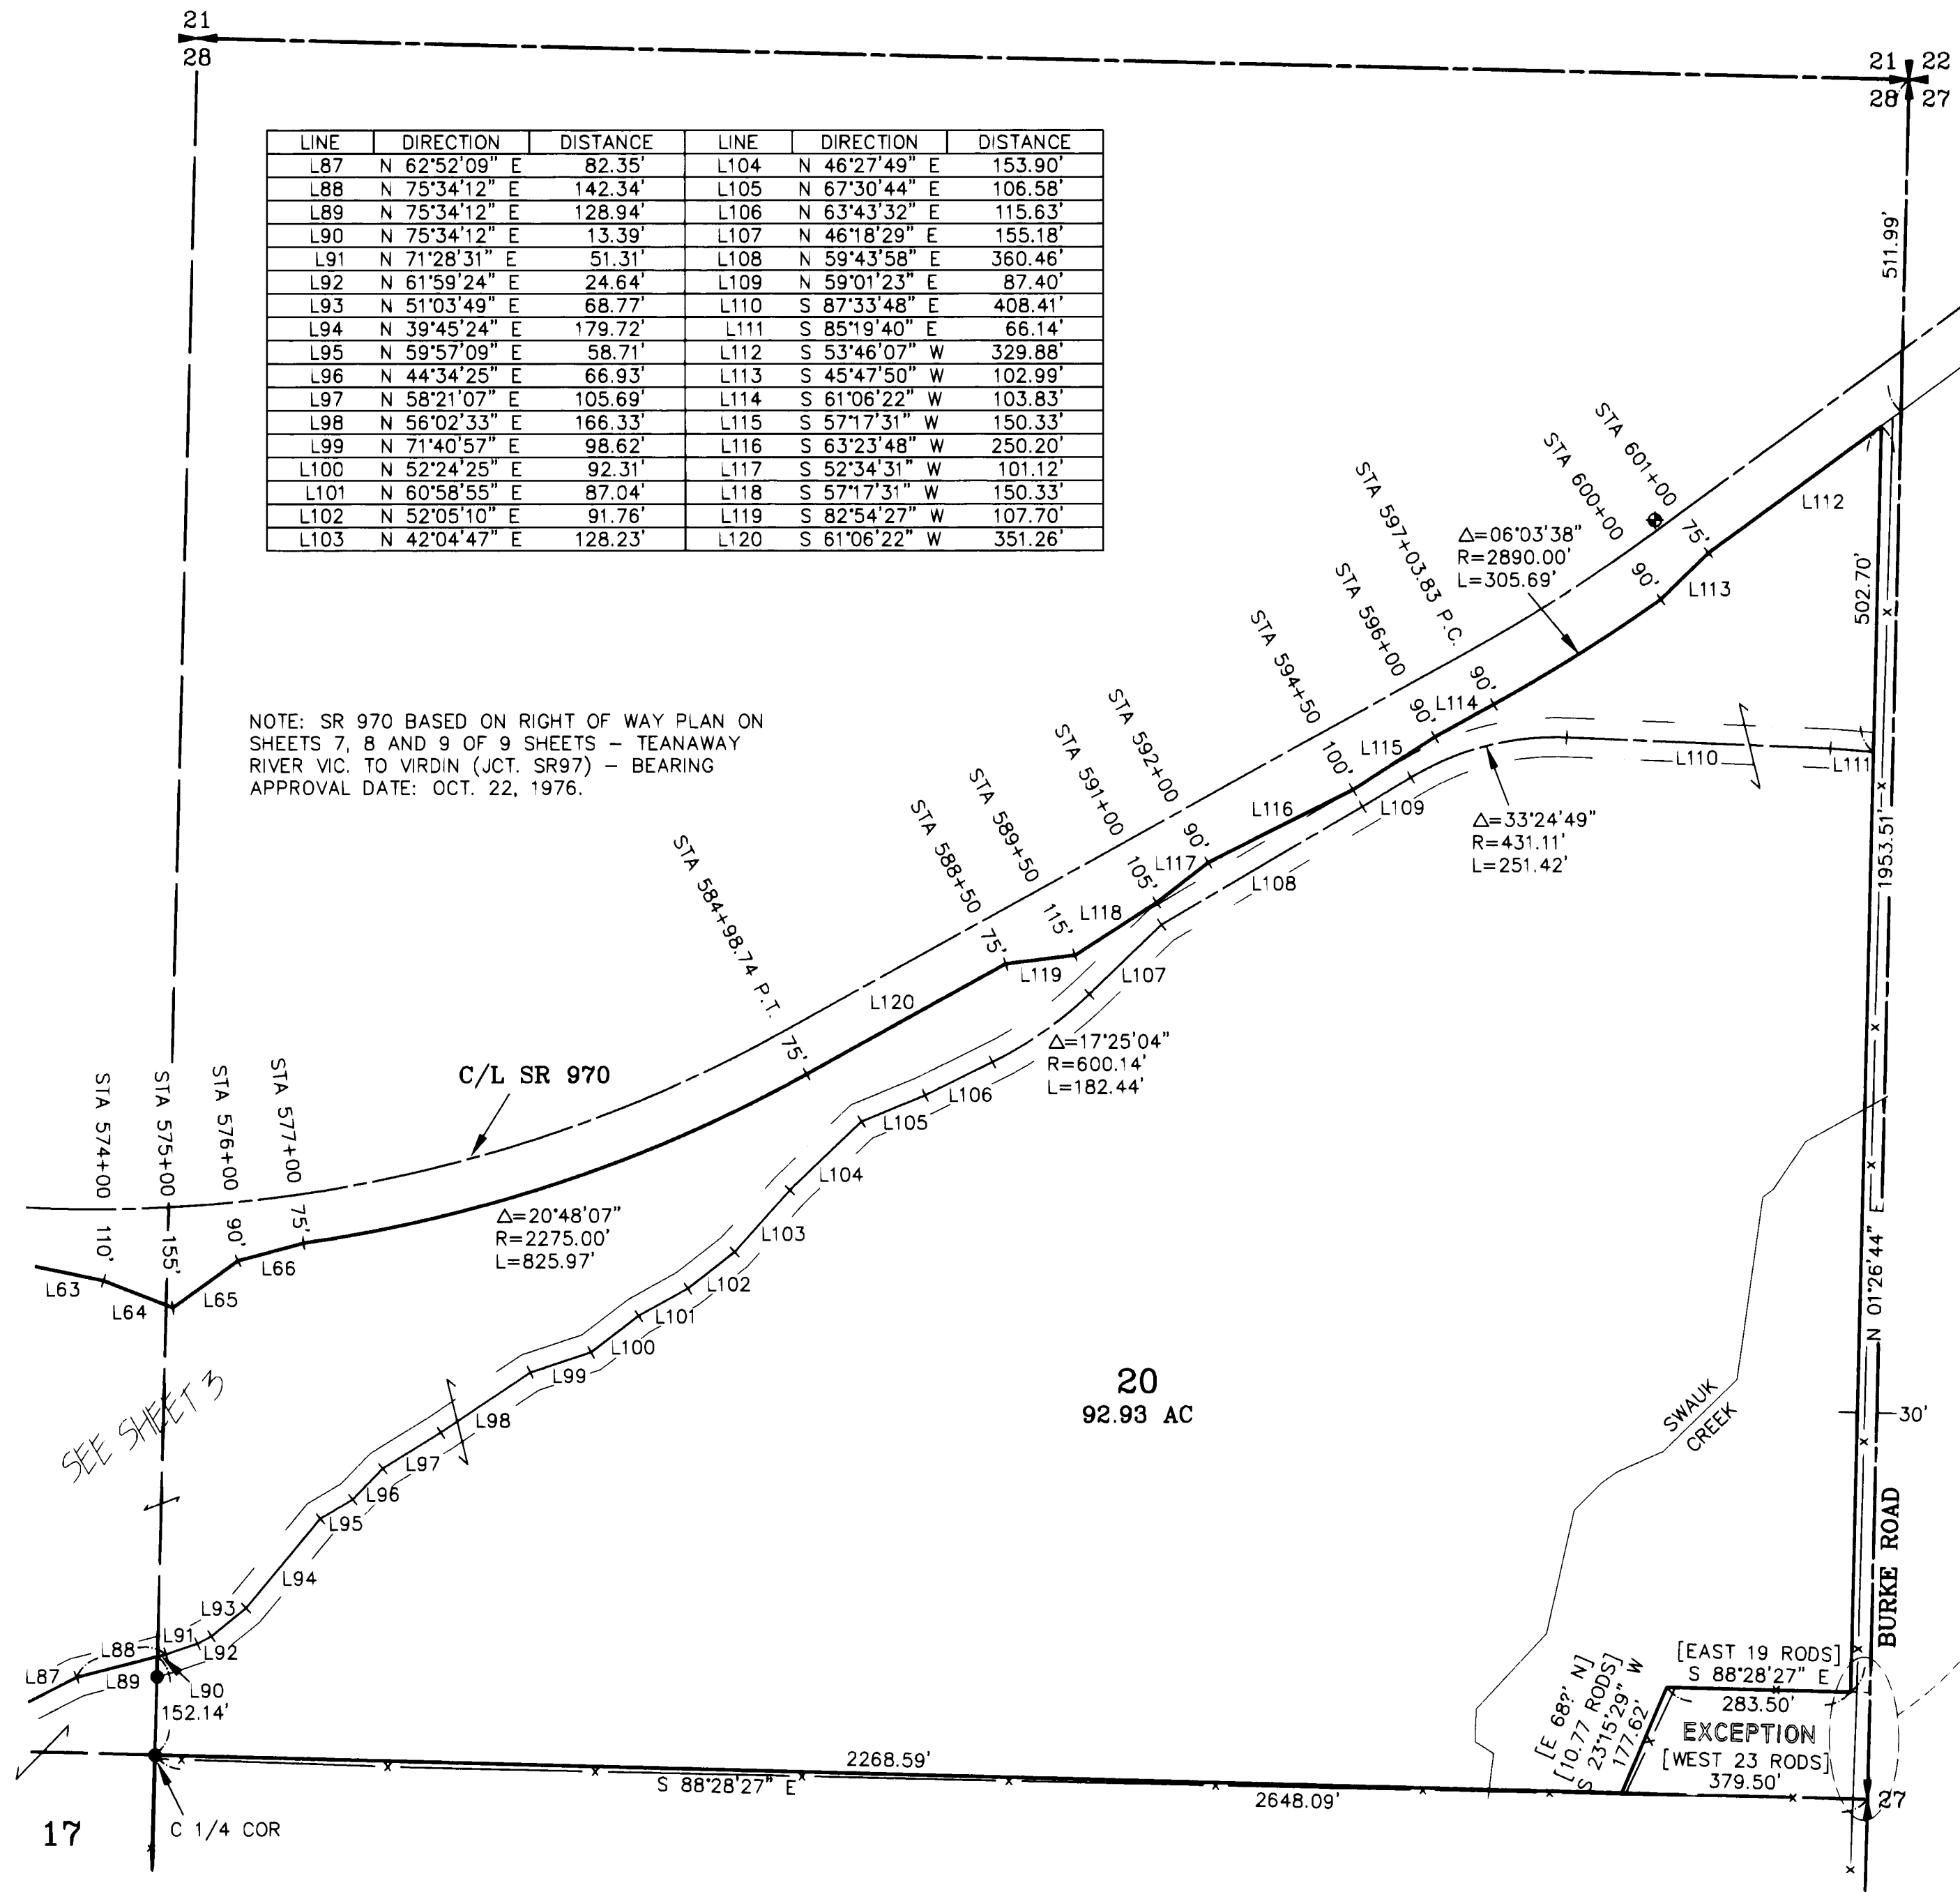 21
28
21 22
28 27
LINE DIRECTION DISTANCE LINE DIRECTION DISTANCE
L87 N 62°52'09" E 82.35' L104 N 46°27'49" E 153.90'
L88 N 75°34'12" E 142.34' L105 N 67°30'44" E 106.58'
L89 N 75°34'12" E 128.94' L106 N 63°43'32" E 115.63'
L90 N 75°34'12" E 13.39' L107 N 46°18'29" E 155.18'
L91 N 71°28'31" E 51.31' L108 N 59°43'58" E 360.46'
L92 N 61°59'24" E 24.64' L109 N 59°01'23" E 87.40'
L93 N 51°03'49" E 68.77' L110 S 87°33'48" E 408.41'
L94 N 39°45'24" E 179.72' L111 S 85°19'40" E 66.14'
L95 N 59°57'09" E 58.71' L112 S 53°46'07" W 329.88'
L96 N 44°34'25" E 66.93' L113 S 45°47'50" W 102.99'
L97 N 58°21'07" E 105.69' L114 S 61°06'22" W 103.83'
L98 N 56°02'33" E 166.33' L115 S 57°17'31" W 150.33'
L99 N 71°40'57" E 98.62' L116 S 63°23'48" W 250.20'
L100 N 52°24'25" E 92.31' L117 S 52°34'31" W 101.12'
L101 N 60°58'55" E 87.04' L118 S 57°17'31" W 150.33'
L102 N 52°05'10" E 91.76' L119 S 82°54'27" W 107.70'
L103 N 42°04'47" E 128.23' L120 S 61°06'22" W 351.26'
511.99'
NOTE: SR 970 BASED ON RIGHT OF WAY PLAN ON
SHEETS 7, 8 AND 9 OF 9 SHEETS – TEANAWAY
RIVER VIC. TO VIRDIN (JCT. SR97) – BEARING
APPROVAL DATE: OCT. 22, 1976.
STA 601+00
75'
STA 600+00
90'
L112
L113
502.70'
Δ=06°03'38"
R=2890.00'
L=305.69'
STA 597+03.83 P.C.
90'
L114
STA 596+00
90'
L115
STA 594+50
100'
L116
L109
L110
L111
Δ=33°24'49"
R=431.11'
L=251.42'
STA 592+00
90'
L117
STA 591+00
105'
L118
L108
STA 589+50
115'
L119
L107
STA 588+50
75'
L120
STA 584+98.74 P.T.
75'
Δ=17°25'04"
R=600.14'
L=182.44'
L106
L105
L104
L103
L102
L101
L100
L99
L98
L97
L96
L95
L94
L93
L92
L91
L90
L89
L88
L87
C/L SR 970
STA 574+00
110'
STA 575+00
155'
STA 576+00
90'
STA 577+00
75'
Δ=20°48'07"
R=2275.00'
L=825.97'
L63
L64
L65
L66
SEE SHEET 3
20
92.93 AC
SWAUK
CREEK
1953.51'
N 01°26'44" E
30'
BURKE ROAD
152.14'
[EAST 19 RODS]
S 88°28'27" E
283.50'
EXCEPTION
[WEST 23 RODS]
379.50'
[E 68?' N]
[10.77 RODS]
S 23°15'29" W
177.62'
2268.59'
S 88°28'27" E
2648.09'
27
17
C 1/4 COR